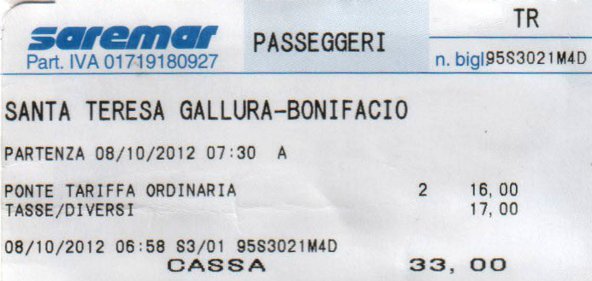 saremar
PASSEGGERI
TR
Part. IVA 01719180927
n. bigl. 95S3021M4D
SANTA TERESA GALLURA-BONIFACIO
PARTENZA 08/10/2012 07:30 A
PONTE TARIFFA ORDINARIA 2 16,00
TASSE/DIVERSI 17,00
08/10/2012 06:58 S3/01 95S3021M4D
CASSA 33,00